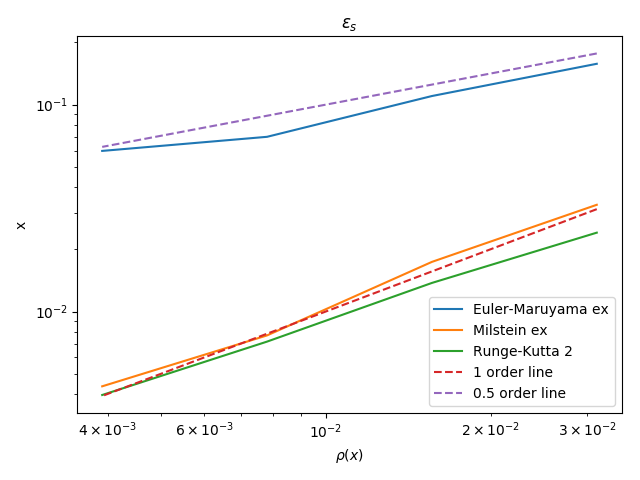 ε_s
x
10⁻¹
10⁻²
4 × 10⁻³
6 × 10⁻³
10⁻²
2 × 10⁻²
3 × 10⁻²
ρ(x)
Euler-Maruyama ex
Milstein ex
Runge-Kutta 2
1 order line
0.5 order line